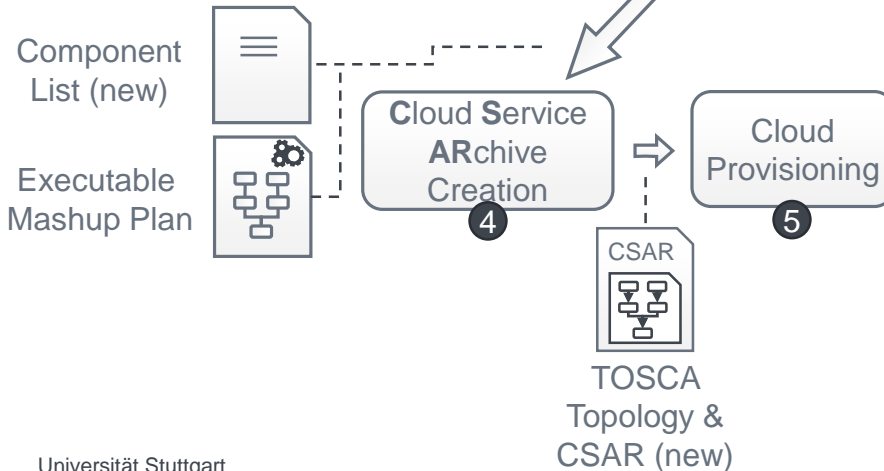 Component
List (new)
Executable
Mashup Plan
Cloud Service
ARchive
Creation
4
Cloud
Provisioning
5
CSAR
TOSCA
Topology &
CSAR (new)
Universität Stuttgart